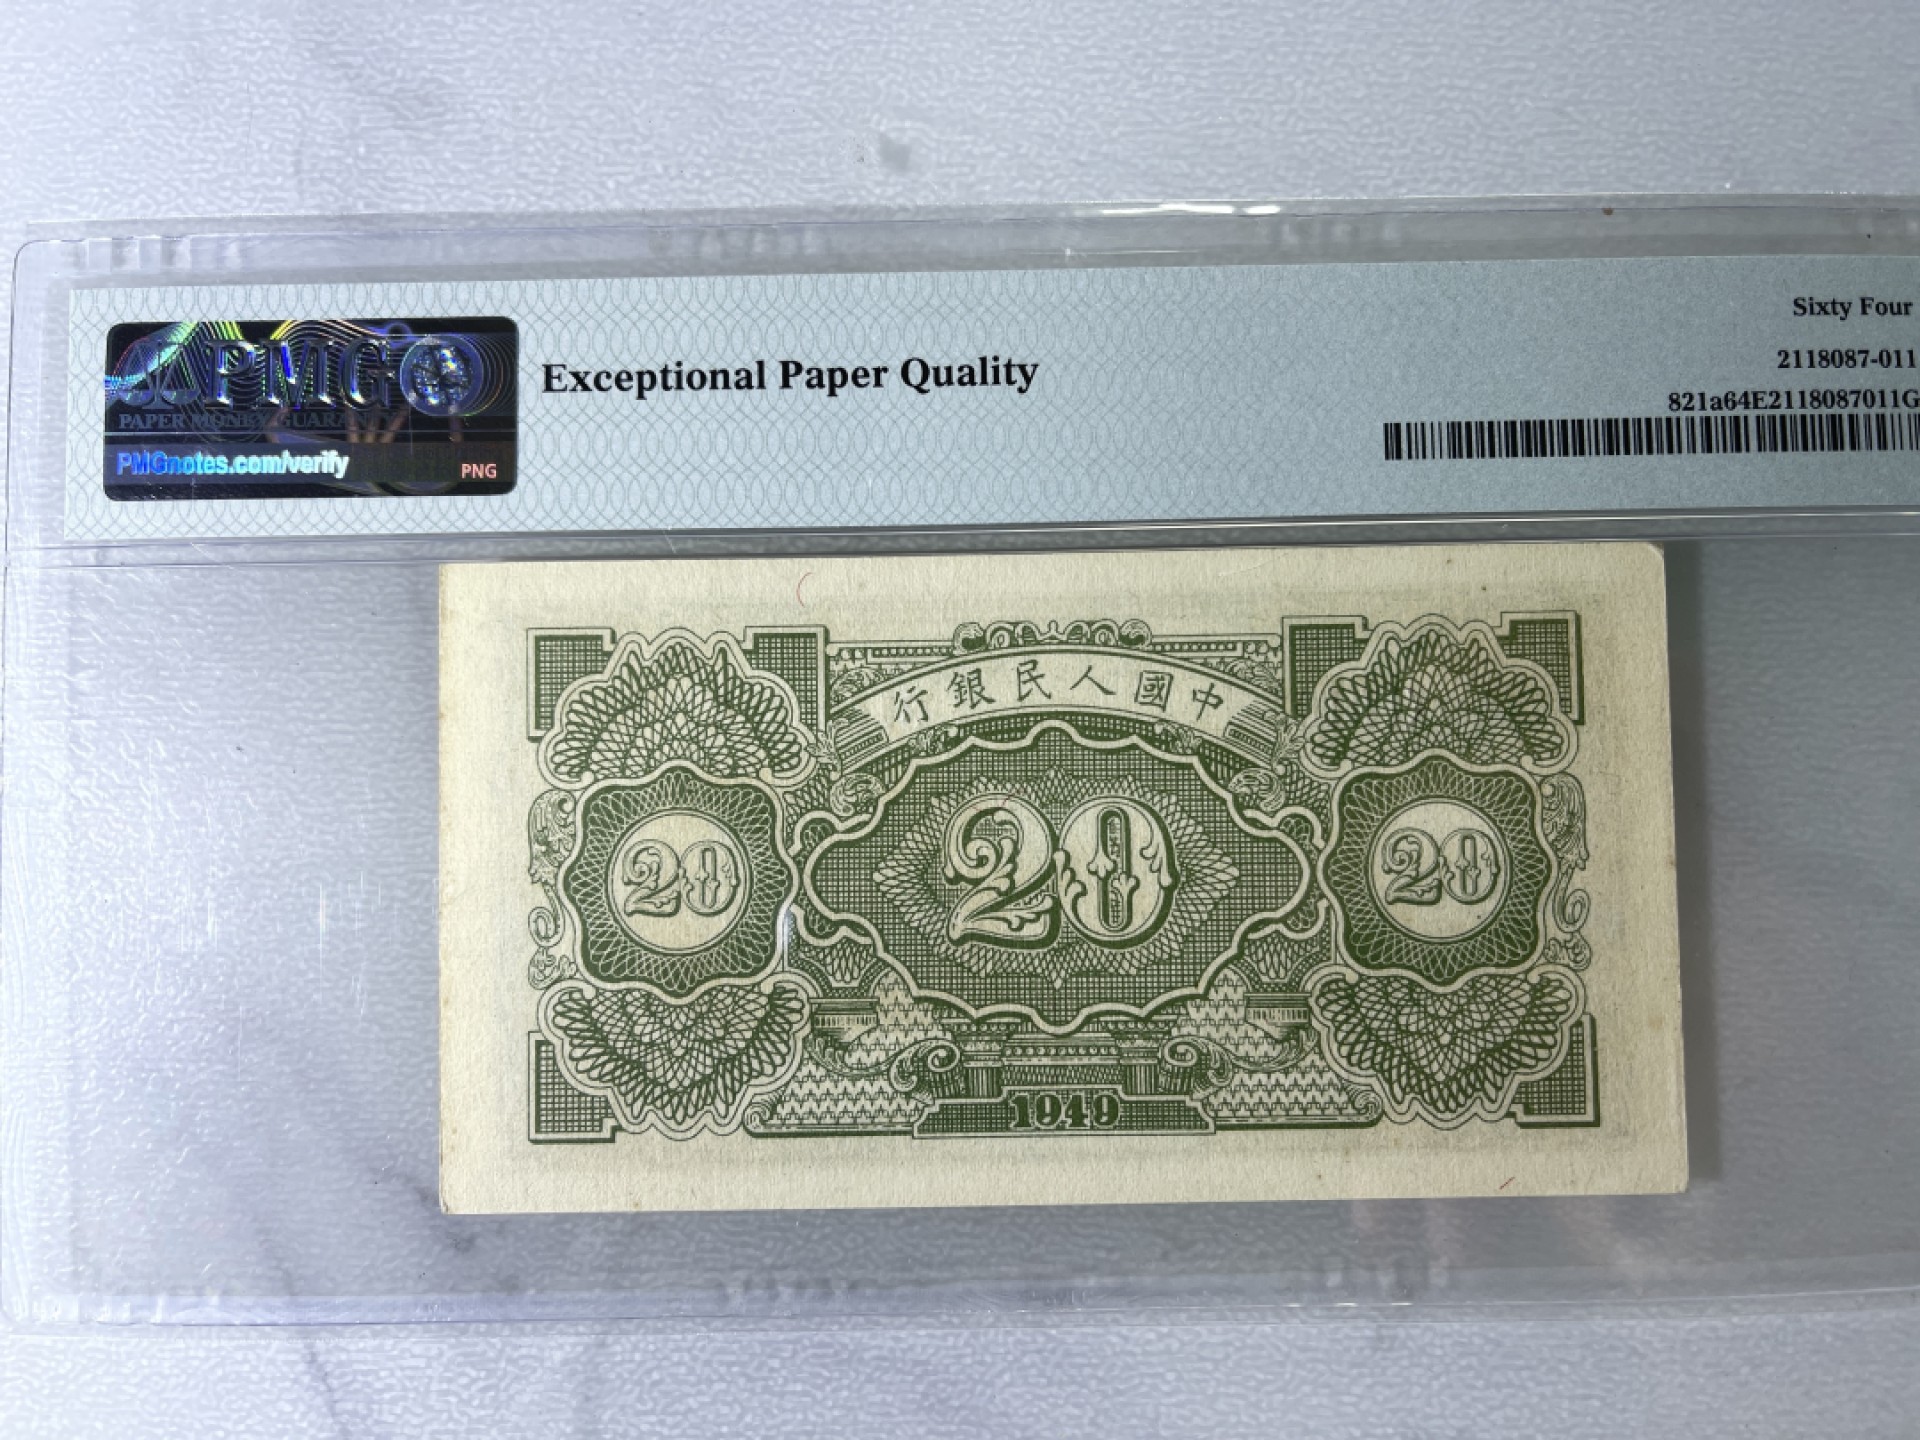 PMG
PAPER MONEY GUARANTY
PMGnotes.com/verify
PNG
Exceptional Paper Quality
Sixty Four
2118087-011
821a64E2118087011G
行銀民人國中
20
20
20
1949